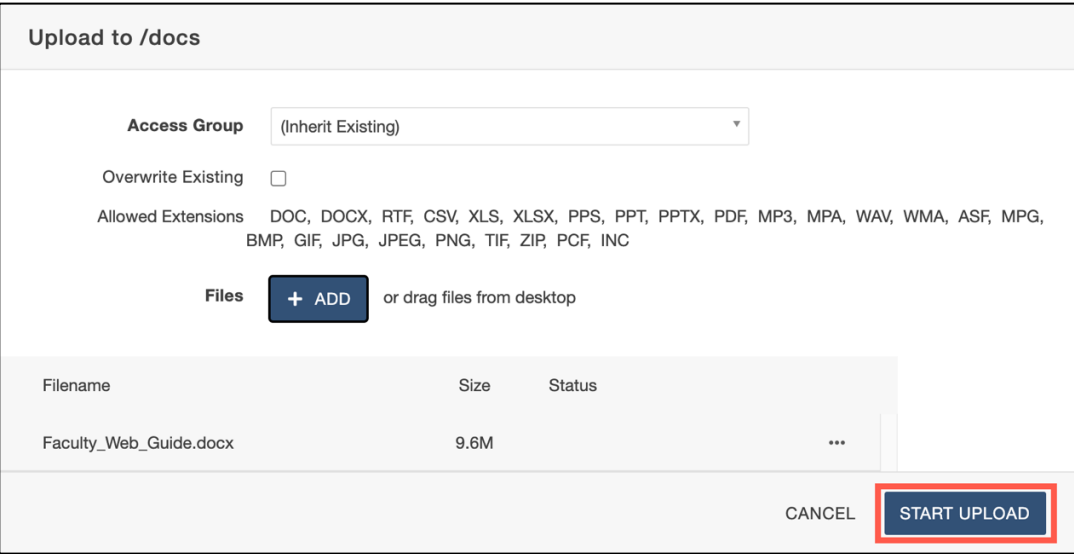 Upload to /docs
Access Group (Inherit Existing)
Overwrite Existing
Allowed Extensions DOC, DOCX, RTF, CSV, XLS, XLSX, PPS, PPT, PPTX, PDF, MP3, MPA, WAV, WMA, ASF, MPG,
BMP, GIF, JPG, JPEG, PNG, TIF, ZIP, PCF, INC
Files + ADD or drag files from desktop
Filename Size Status
Faculty_Web_Guide.docx 9.6M •••
CANCEL START UPLOAD